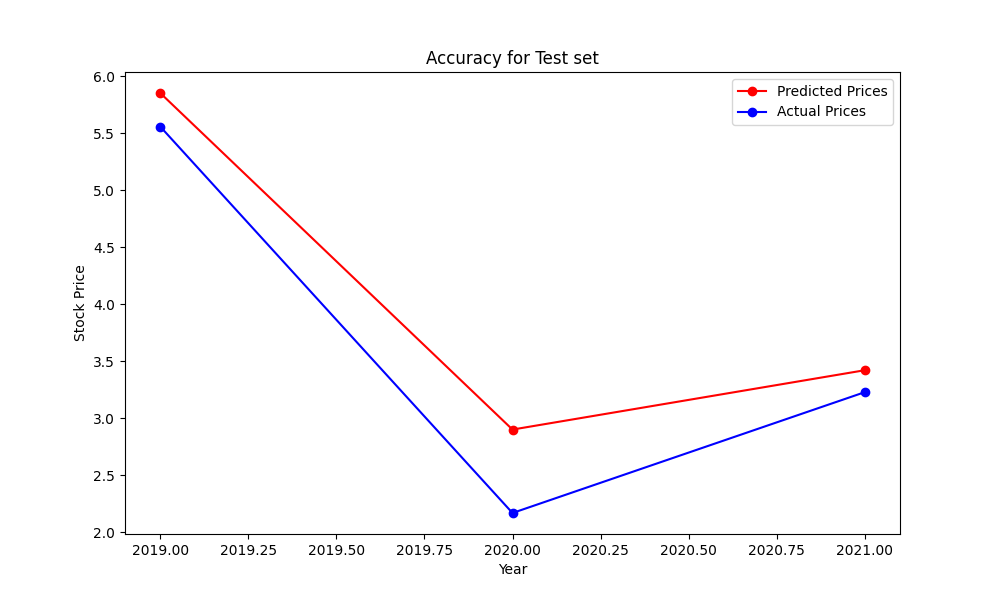 Accuracy for Test set
Predicted Prices
Actual Prices
6.0
5.5
5.0
4.5
4.0
3.5
3.0
2.5
2.0
Stock Price
2019.00 2019.25 2019.50 2019.75 2020.00 2020.25 2020.50 2020.75 2021.00
Year